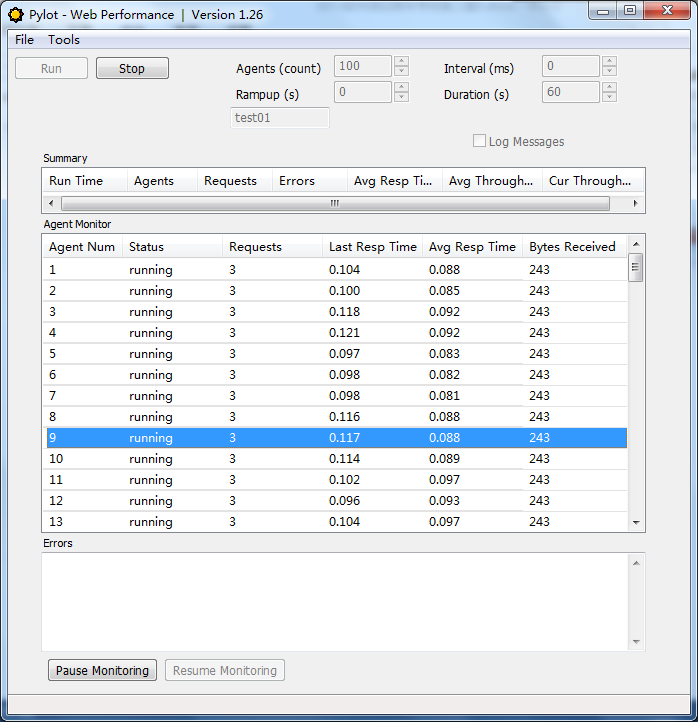 Pylot - Web Performance | Version 1.26
File Tools
Run Stop Agents (count) 100 Interval (ms) 0
Rampup (s) 0 Duration (s) 60
test01
Log Messages
Summary
Run Time Agents Requests Errors Avg Resp Ti... Avg Through... Cur Through...
Agent Monitor
Agent Num Status Requests Last Resp Time Avg Resp Time Bytes Received
1 running 3 0.104 0.088 243
2 running 3 0.100 0.085 243
3 running 3 0.118 0.092 243
4 running 3 0.121 0.092 243
5 running 3 0.097 0.083 243
6 running 3 0.098 0.082 243
7 running 3 0.098 0.081 243
8 running 3 0.116 0.088 243
9 running 3 0.117 0.088 243
10 running 3 0.114 0.089 243
11 running 3 0.102 0.097 243
12 running 3 0.096 0.093 243
13 running 3 0.104 0.097 243
Errors
Pause Monitoring Resume Monitoring